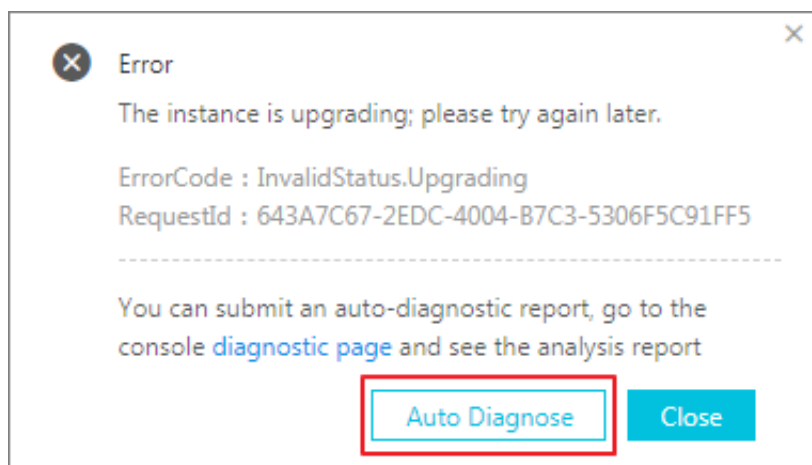 Error
The instance is upgrading; please try again later.
ErrorCode : InvalidStatus.Upgrading
RequestId : 643A7C67-2EDC-4004-B7C3-5306F5C91FF5
You can submit an auto-diagnostic report, go to the
console diagnostic page and see the analysis report
Auto Diagnose Close